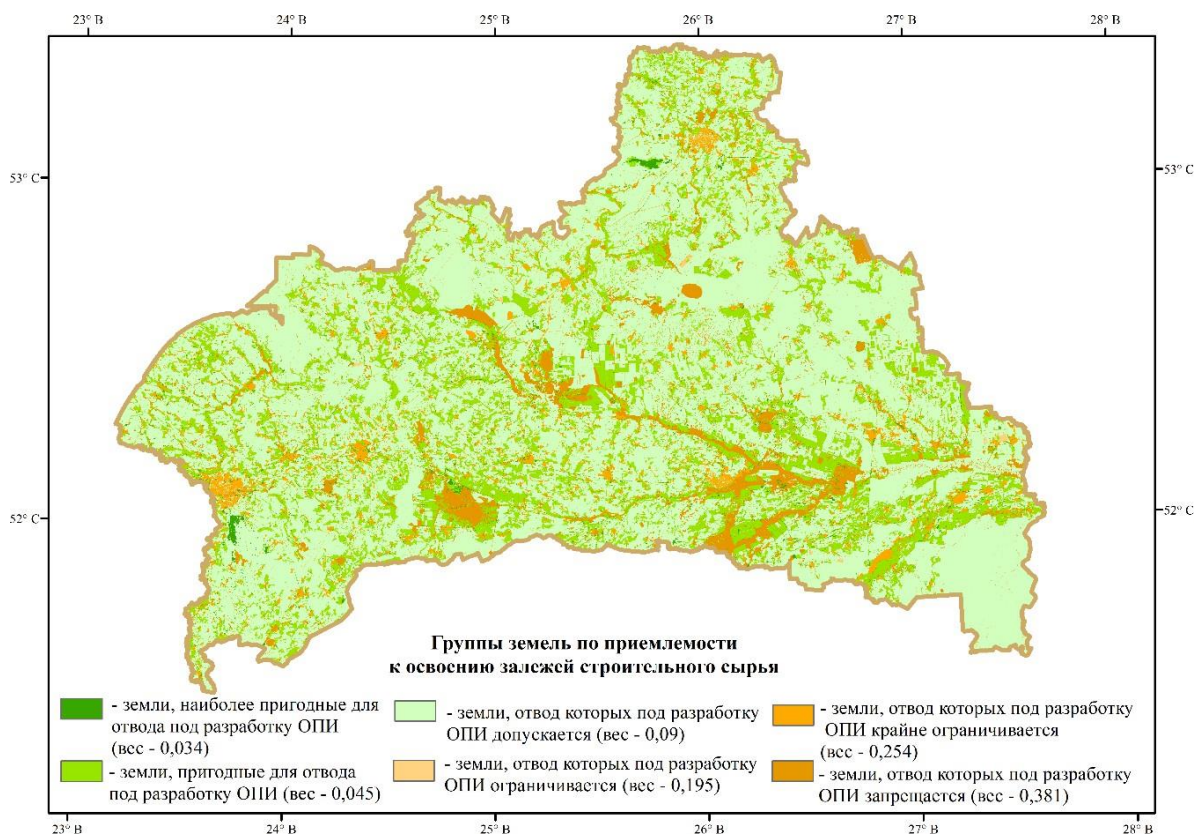 23° В 24° В 25° В 26° В 27° В 28° В
53° С 53° С
52° С 52° С
Группы земель по приемлемости
к освоению залежей строительного сырья
- земли, наиболее пригодные для
отвода под разработку ОПИ
(вес - 0,034)
- земли, пригодные для отвода
под разработку ОПИ (вес - 0,045)
- земли, отвод которых под разработку
ОПИ допускается (вес - 0,09)
- земли, отвод которых под разработку
ОПИ ограничивается (вес - 0,195)
- земли, отвод которых под разработку
ОПИ крайне ограничивается
(вес - 0,254)
- земли, отвод которых под разработку
ОПИ запрещается (вес - 0,381)
23° В 24° В 25° В 26° В 27° В 28° В